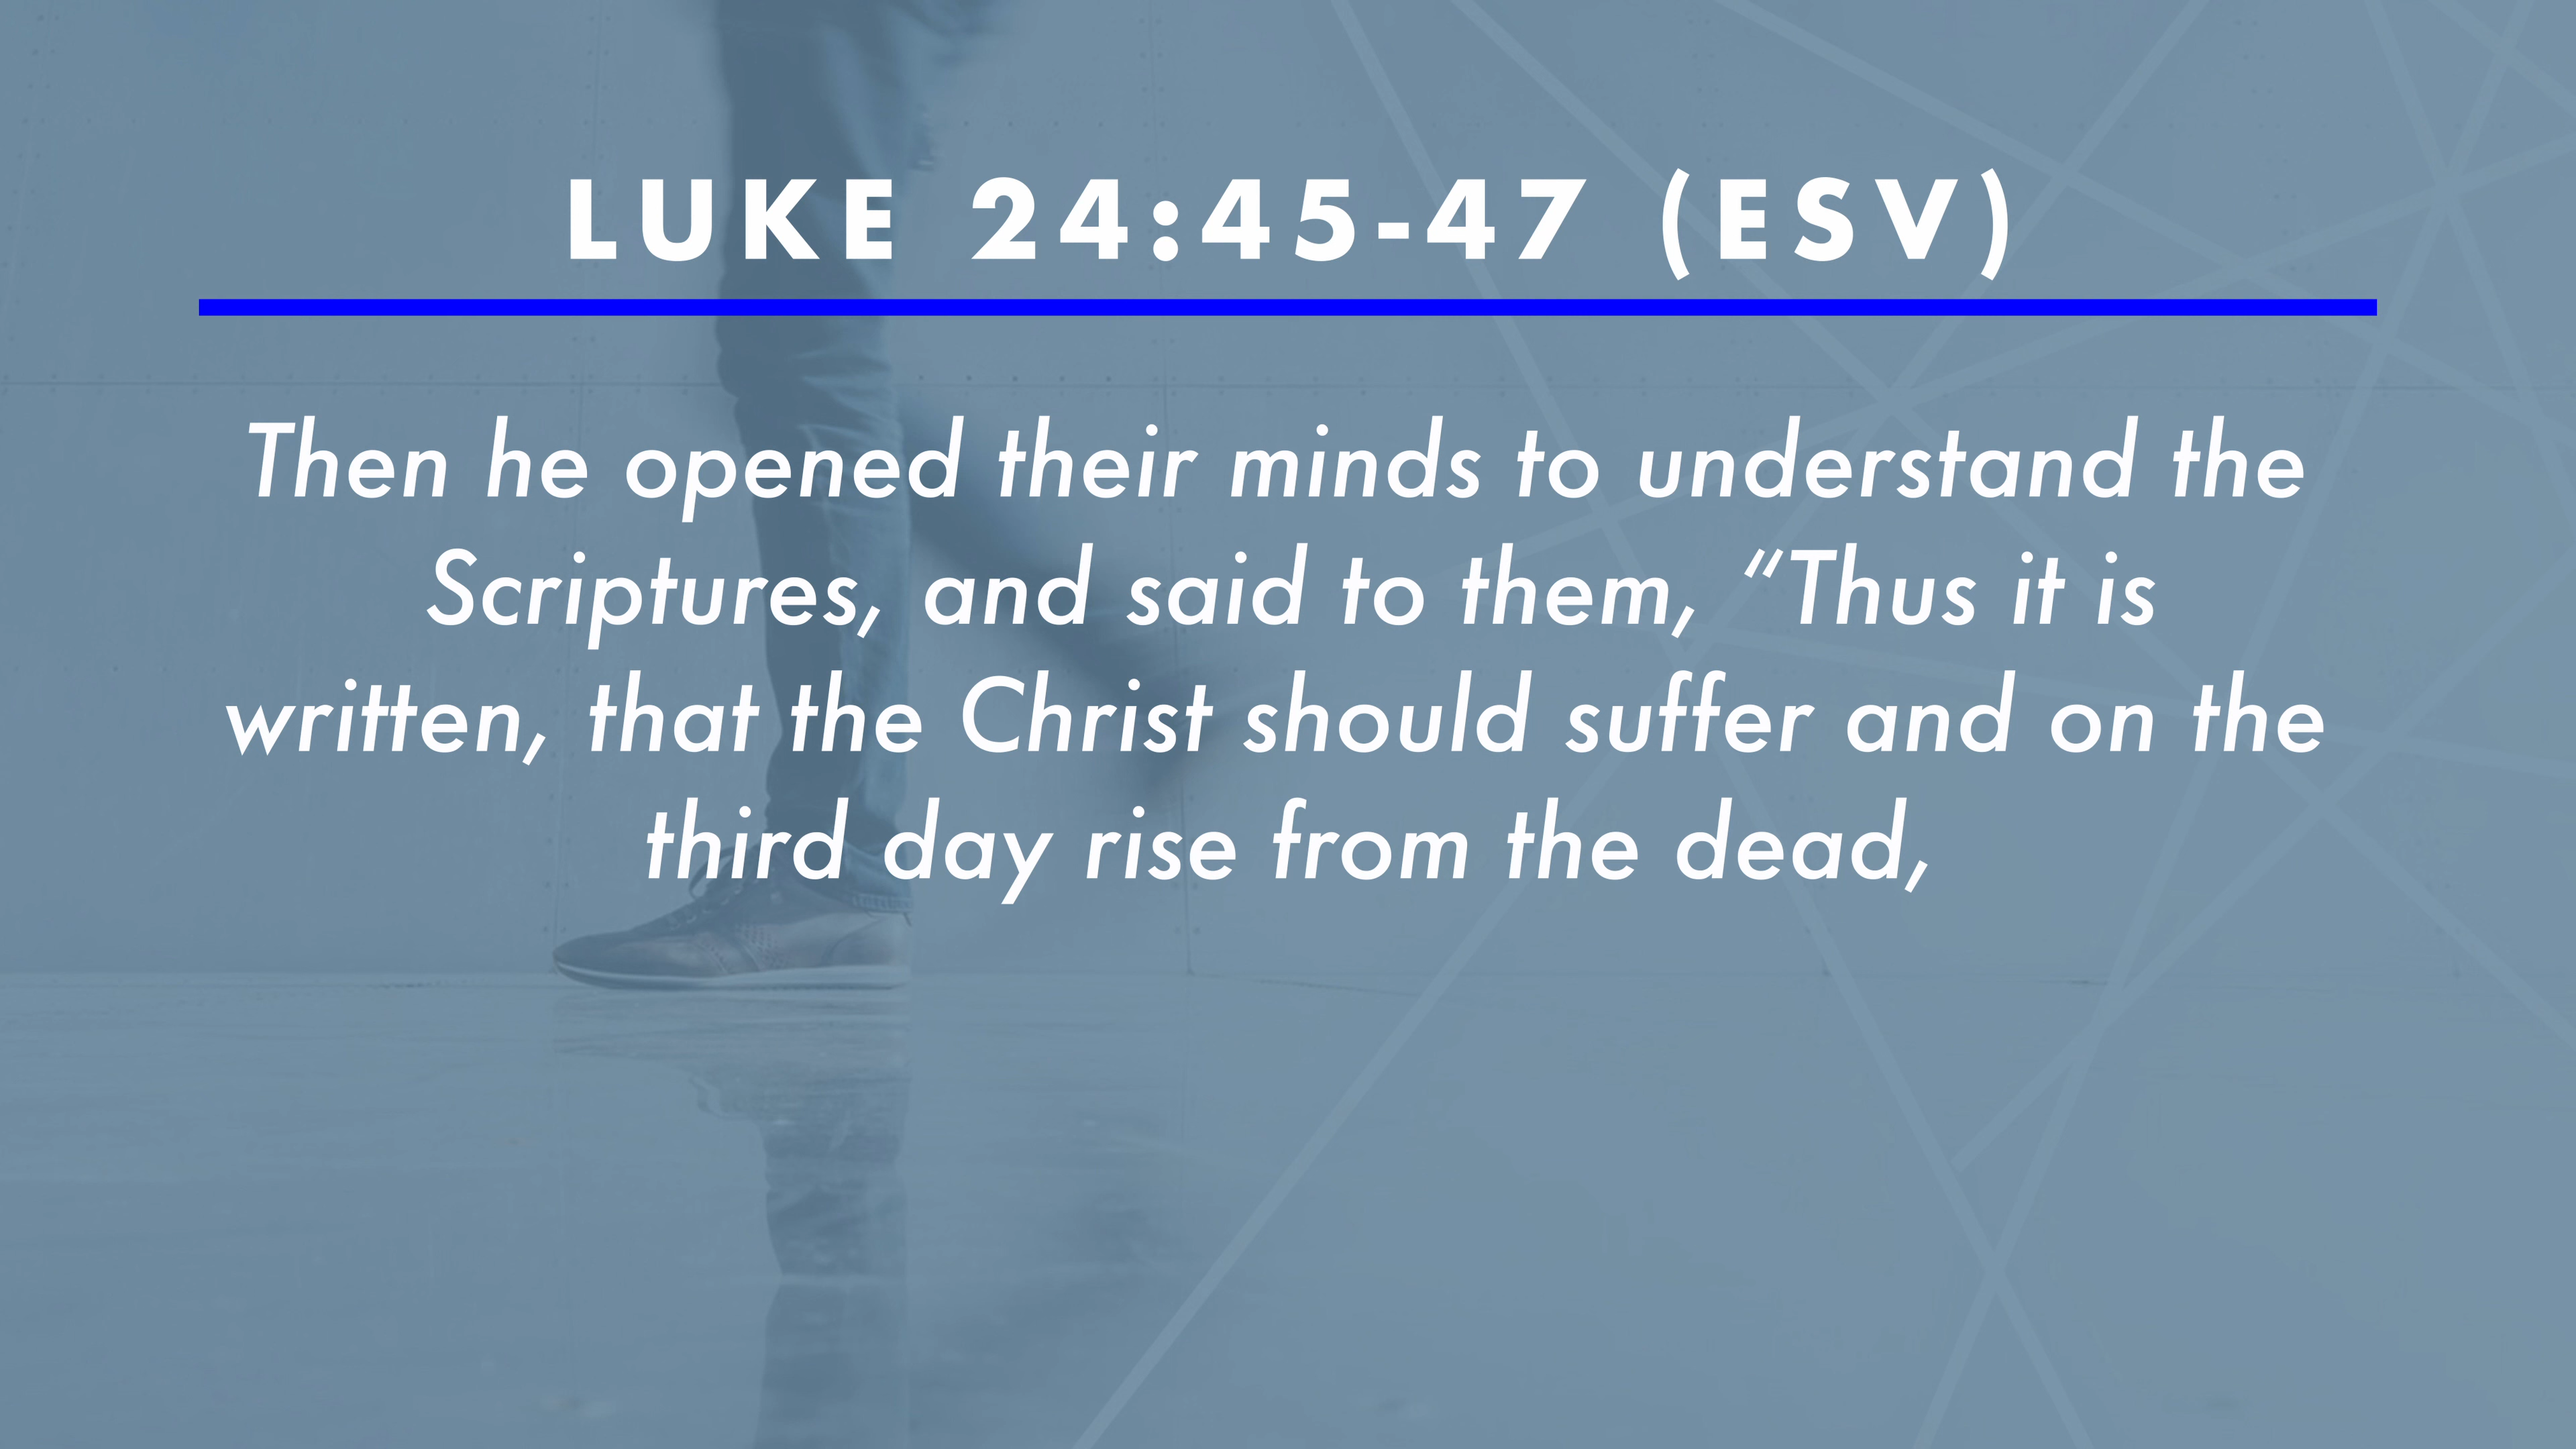 LUKE 24:45-47 (ESV)
Then he opened their minds to understand the
Scriptures, and said to them, “Thus it is
written, that the Christ should suffer and on the
third day rise from the dead,